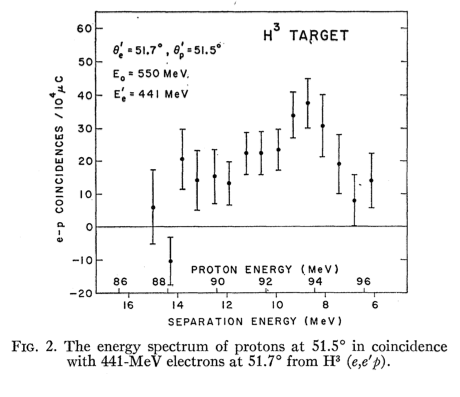 H³ TARGET
θ′ₑ = 51.7°, θ′ₚ = 51.5°
E₀ = 550 MeV.
E′ₑ = 441 MeV
e-p COINCIDENCES / 10⁴ μC
60
50
40
30
20
10
0
-10
-20
PROTON ENERGY (MeV)
86 88 90 92 94 96
16 14 12 10 8 6
SEPARATION ENERGY (MeV)
FIG. 2. The energy spectrum of protons at 51.5° in coincidence
with 441-MeV electrons at 51.7° from H³ (e,e′p).